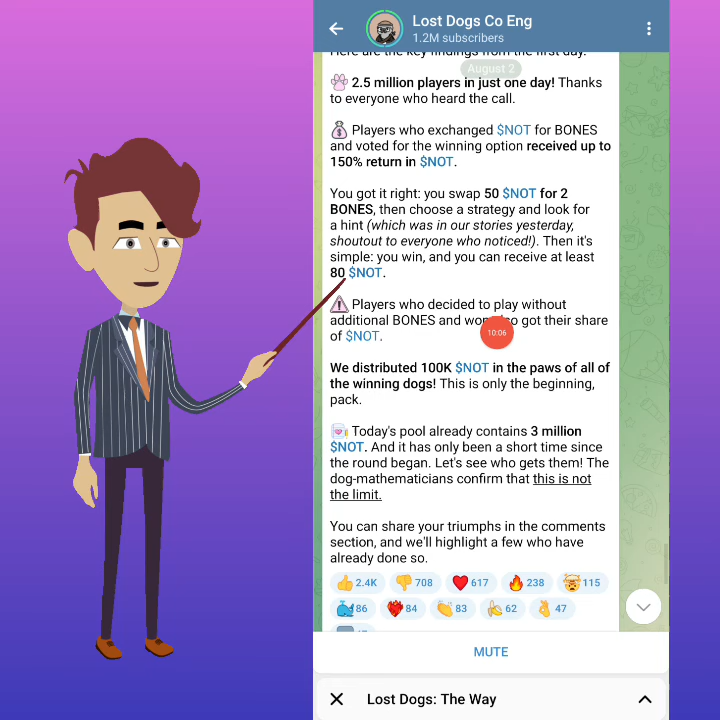 Lost Dogs Co Eng
1.2M subscribers
Here are the key findings from the first day:
August 2
2.5 million players in just one day! Thanks
to everyone who heard the call.
Players who exchanged $NOT for BONES
and voted for the winning option received up to
150% return in $NOT.
You got it right: you swap 50 $NOT for 2
BONES, then choose a strategy and look for
a hint (which was in our stories yesterday,
shoutout to everyone who noticed!). Then it's
simple: you win, and you can receive at least
80 $NOT.
Players who decided to play without
additional BONES and won also got their share
10:06
of $NOT.
We distributed 100K $NOT in the paws of all of
the winning dogs! This is only the beginning,
pack.
Today's pool already contains 3 million
$NOT. And it has only been a short time since
the round began. Let's see who gets them! The
dog-mathematicians confirm that this is not
the limit.
You can share your triumphs in the comments
section, and we'll highlight a few who have
already done so.
2.4K 708 617 238 115
86 84 83 62 47
MUTE
Lost Dogs: The Way